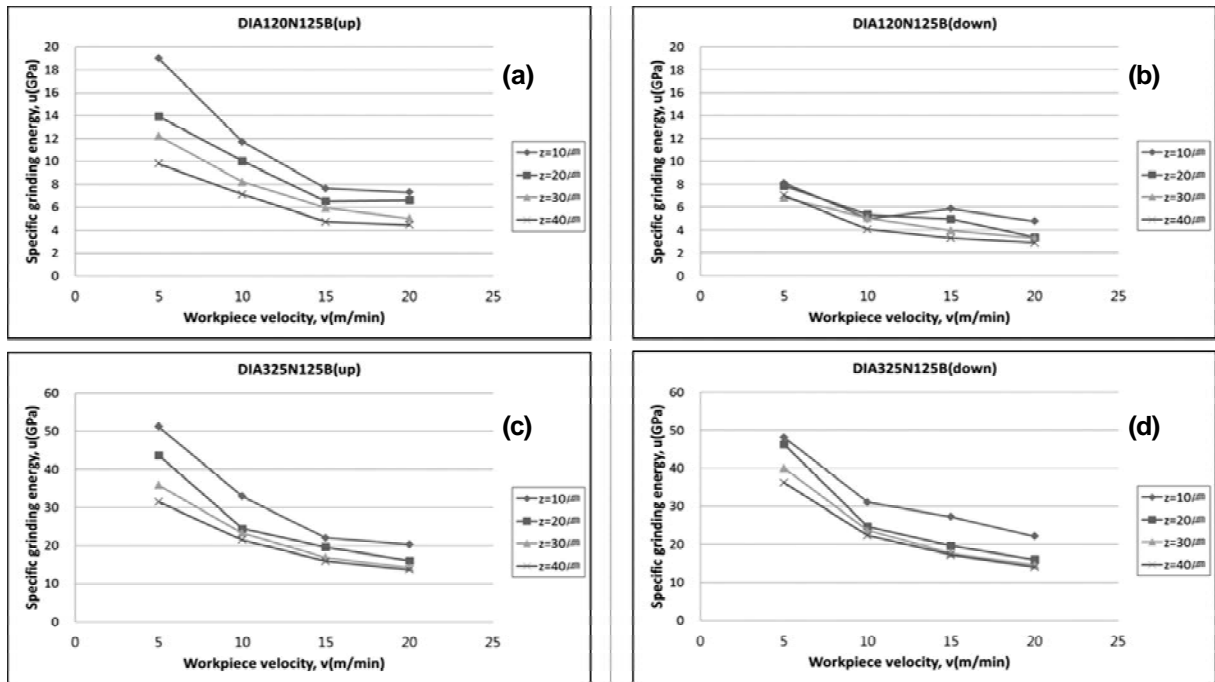 DIA120N125B(up)
(a)
Specific grinding energy, u(GPa)
20
18
16
14
12
10
8
6
4
2
0
0 5 10 15 20 25
Workpiece velocity, v(m/min)
z=10㎛
z=20㎛
z=30㎛
z=40㎛
DIA120N125B(down)
(b)
Specific grinding energy, u(GPa)
20
18
16
14
12
10
8
6
4
2
0
0 5 10 15 20 25
Workpiece velocity, v(m/min)
z=10㎛
z=20㎛
z=30㎛
z=40㎛
DIA325N125B(up)
(c)
Specific grinding energy, u(GPa)
60
50
40
30
20
10
0
0 5 10 15 20 25
Workpiece velocity, v(m/min)
z=10㎛
z=20㎛
z=30㎛
z=40㎛
DIA325N125B(down)
(d)
Specific grinding energy, u(GPa)
60
50
40
30
20
10
0
0 5 10 15 20 25
Workpiece velocity, v(m/min)
z=10㎛
z=20㎛
z=30㎛
z=40㎛